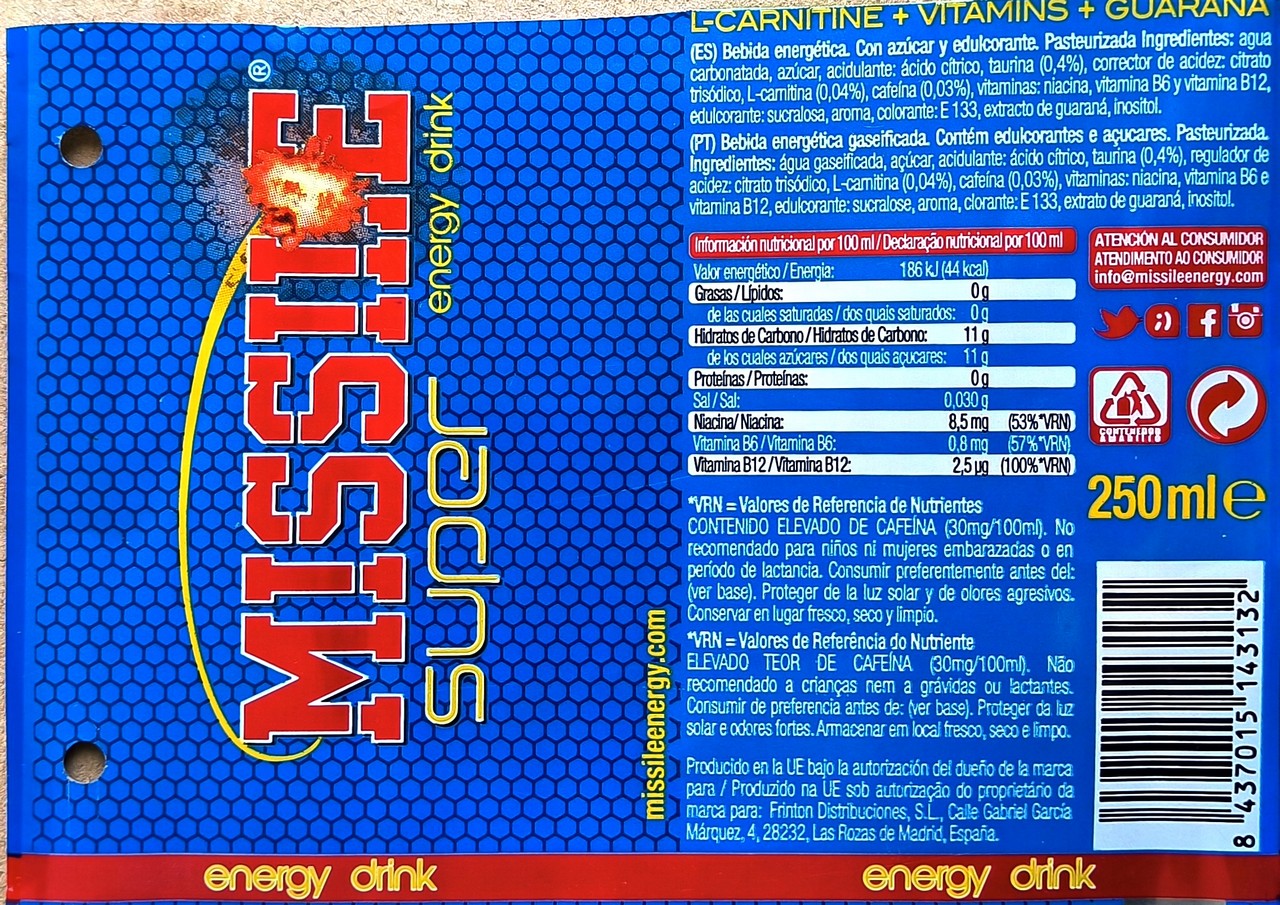 MISSILE®
super energy drink
missileenergy.com
L-CARNITINE + VITAMINS + GUARANA
(ES) Bebida energética. Con azúcar y edulcorante. Pasteurizada Ingredientes: agua
carbonatada, azúcar, acidulante: ácido cítrico, taurina (0,4%), corrector de acidez: citrato
trisódico, L-carnitina (0,04%), cafeína (0,03%), vitaminas: niacina, vitamina B6 y vitamina B12,
edulcorante: sucralosa, aroma, colorante: E 133, extracto de guaraná, inositol.
(PT) Bebida energética gaseificada. Contém edulcorantes e açucares. Pasteurizada.
Ingredientes: água gaseificada, açúcar, acidulante: ácido cítrico, taurina (0,4%), regulador de
acidez: citrato trisódico, L-carnitina (0,04%), cafeína (0,03%), vitaminas: niacina, vitamina B6 e
vitamina B12, edulcorante: sucralose, aroma, clorante: E 133, extrato de guaraná, inositol.
Información nutricional por 100 ml / Declaração nutricional por 100 ml
Valor energético / Energia: 186 kJ (44 kcal)
Grasas / Lípidos: 0 g
de las cuales saturadas / dos quais saturados: 0 g
Hidratos de Carbono / Hidratos de Carbono: 11 g
de los cuales azúcares / dos quais açucares: 11 g
Proteínas / Proteínas: 0 g
Sal / Sal: 0,030 g
Niacina/ Niacina: 8,5 mg (53%*VRN)
Vitamina B6 / Vitamina B6: 0,8 mg (57%*VRN)
Vitamina B12 / Vitamina B12: 2,5 µg (100%*VRN)
*VRN = Valores de Referencia de Nutrientes
CONTENIDO ELEVADO DE CAFEÍNA (30mg/100ml). No
recomendado para niños ni mujeres embarazadas o en
período de lactancia. Consumir preferentemente antes del:
(ver base). Proteger de la luz solar y de olores agresivos.
Conservar en lugar fresco, seco y limpio.
*VRN = Valores de Referência do Nutriente
ELEVADO TEOR DE CAFEÍNA (30mg/100ml). Não
recomendado a crianças nem a grávidas ou lactantes.
Consumir de preferencia antes de: (ver base). Proteger da luz
solar e odores fortes. Armacenar em local fresco, seco e limpo.
Producido en la UE bajo la autorización del dueño de la marca
para / Produzido na UE sob autorização do proprietário da
marca para: Frinton Distribuciones, S.L., Calle Gabriel García
Márquez, 4, 28232, Las Rozas de Madrid, España.
ATENCIÓN AL CONSUMIDOR
ATENDIMENTO AO CONSUMIDOR
info@missileenergy.com
CONTENEDOR
AMARILLO
250 ml e
8 437015 143132
energy drink
energy drink